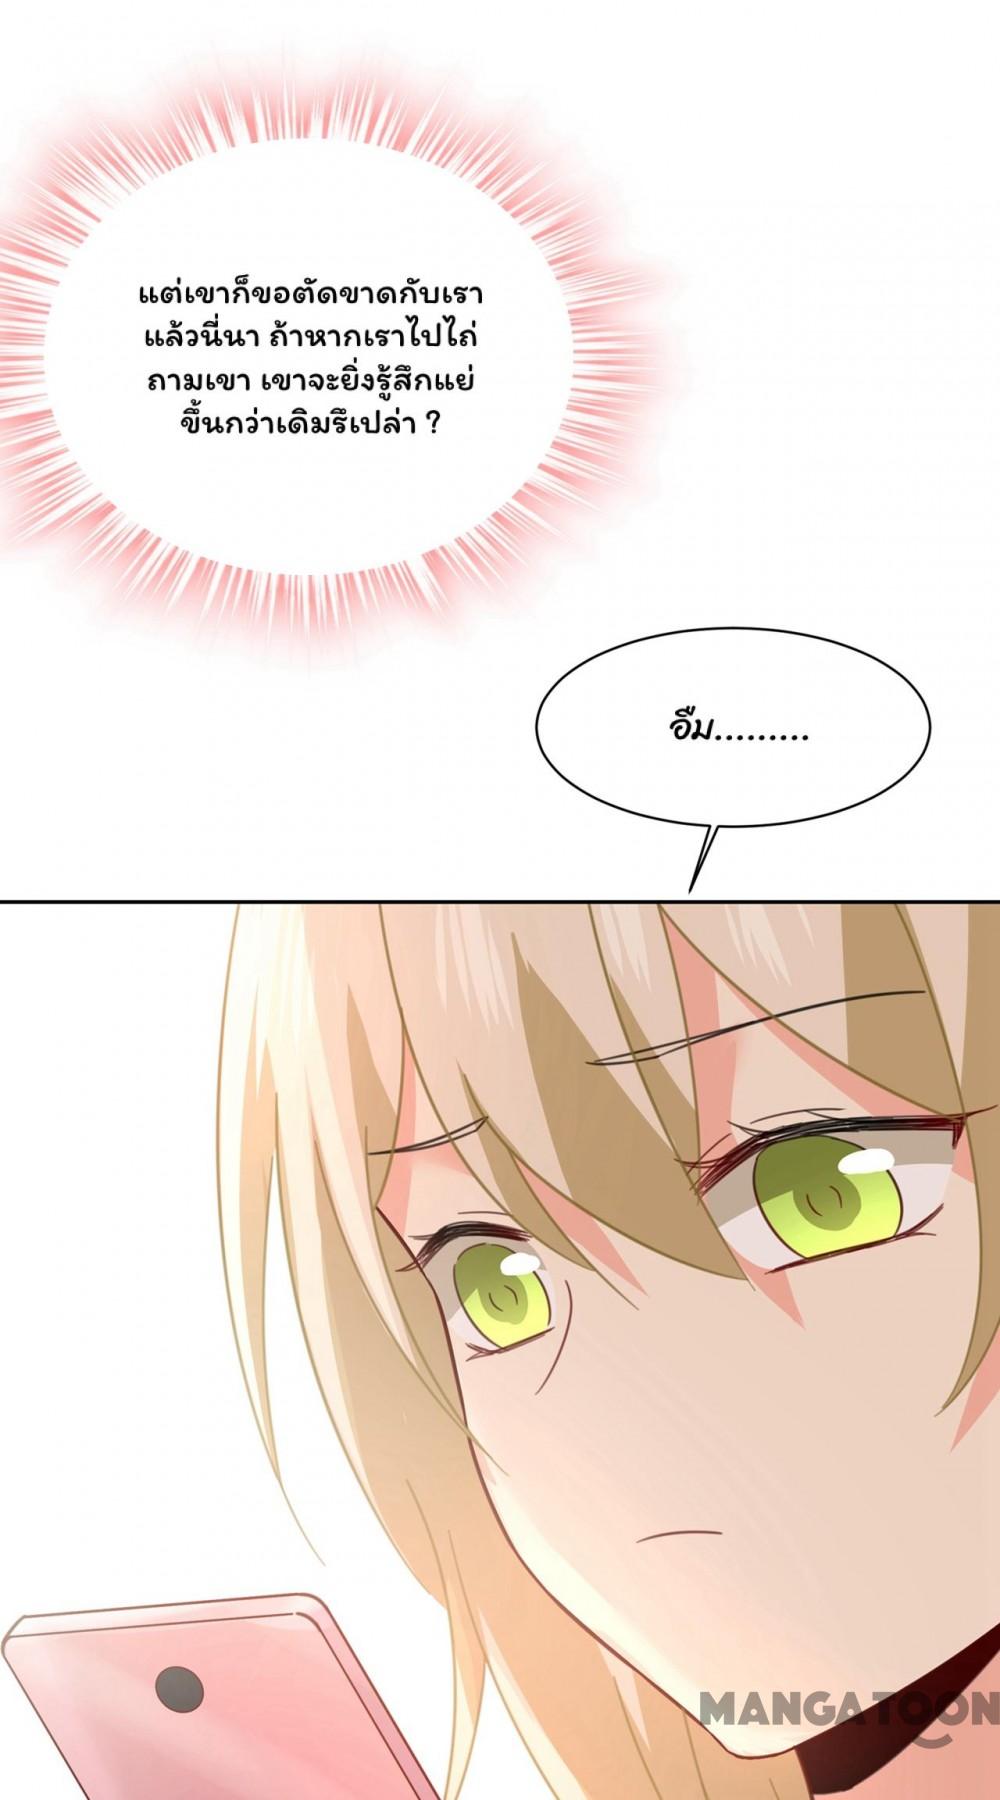 แต่เขาก็ขอตัดขาดกับเรา
แล้วนี่นา ถ้าหากเราไปไถ่
ถามเขา เขาจะยิ่งรู้สึกแย่
ขึ้นกว่าเดิมรึเปล่า ?
อืม.........
MANGATOON